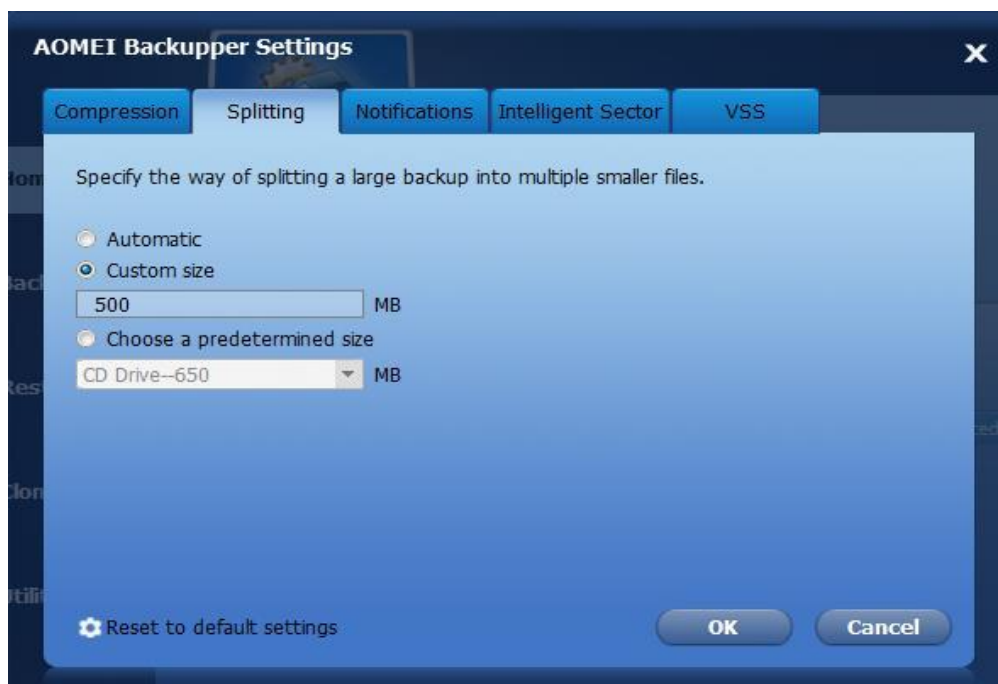 AOMEI Backupper Settings
Compression Splitting Notifications Intelligent Sector VSS
Specify the way of splitting a large backup into multiple smaller files.
Automatic
Custom size
500 MB
Choose a predetermined size
CD Drive--650 MB
Reset to default settings OK Cancel